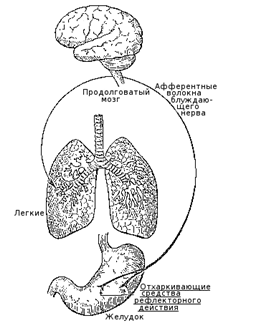 Продолговатый
мозг
Афферентные
волокна
блуждаю-
щего
нерва
Легкие
Отхаркивающие
средства
рефлекторного
действия
Желудок